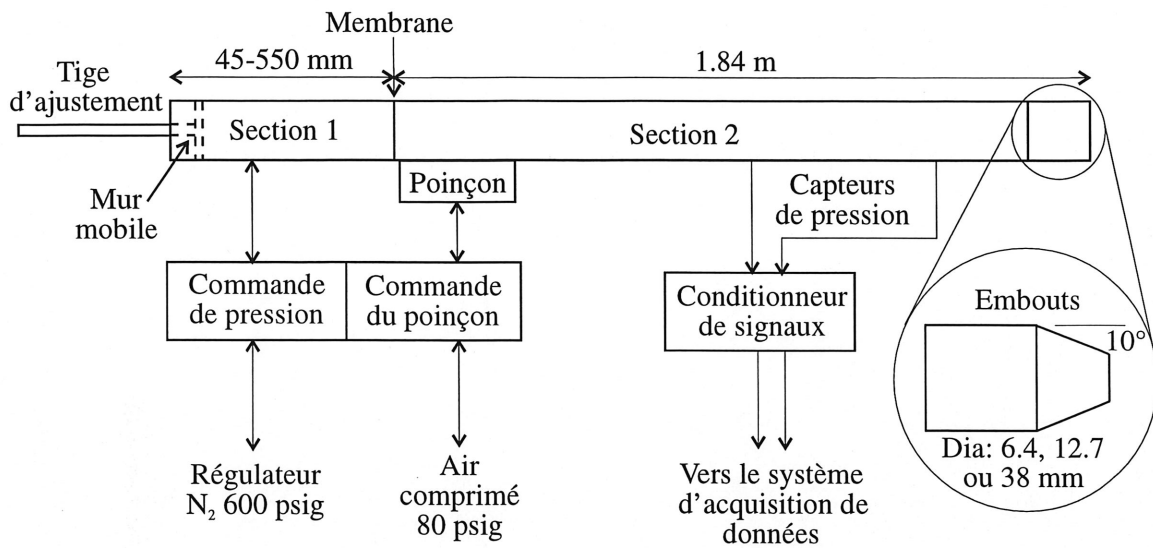 Membrane
45-550 mm
1.84 m
Tige
d'ajustement
Section 1
Section 2
Mur
mobile
Poinçon
Capteurs
de pression
Commande
de pression
Commande
du poinçon
Conditionneur
de signaux
Embouts
10°
Dia: 6.4, 12.7
ou 38 mm
Régulateur
N₂ 600 psig
Air
comprimé
80 psig
Vers le système
d'acquisition de
données